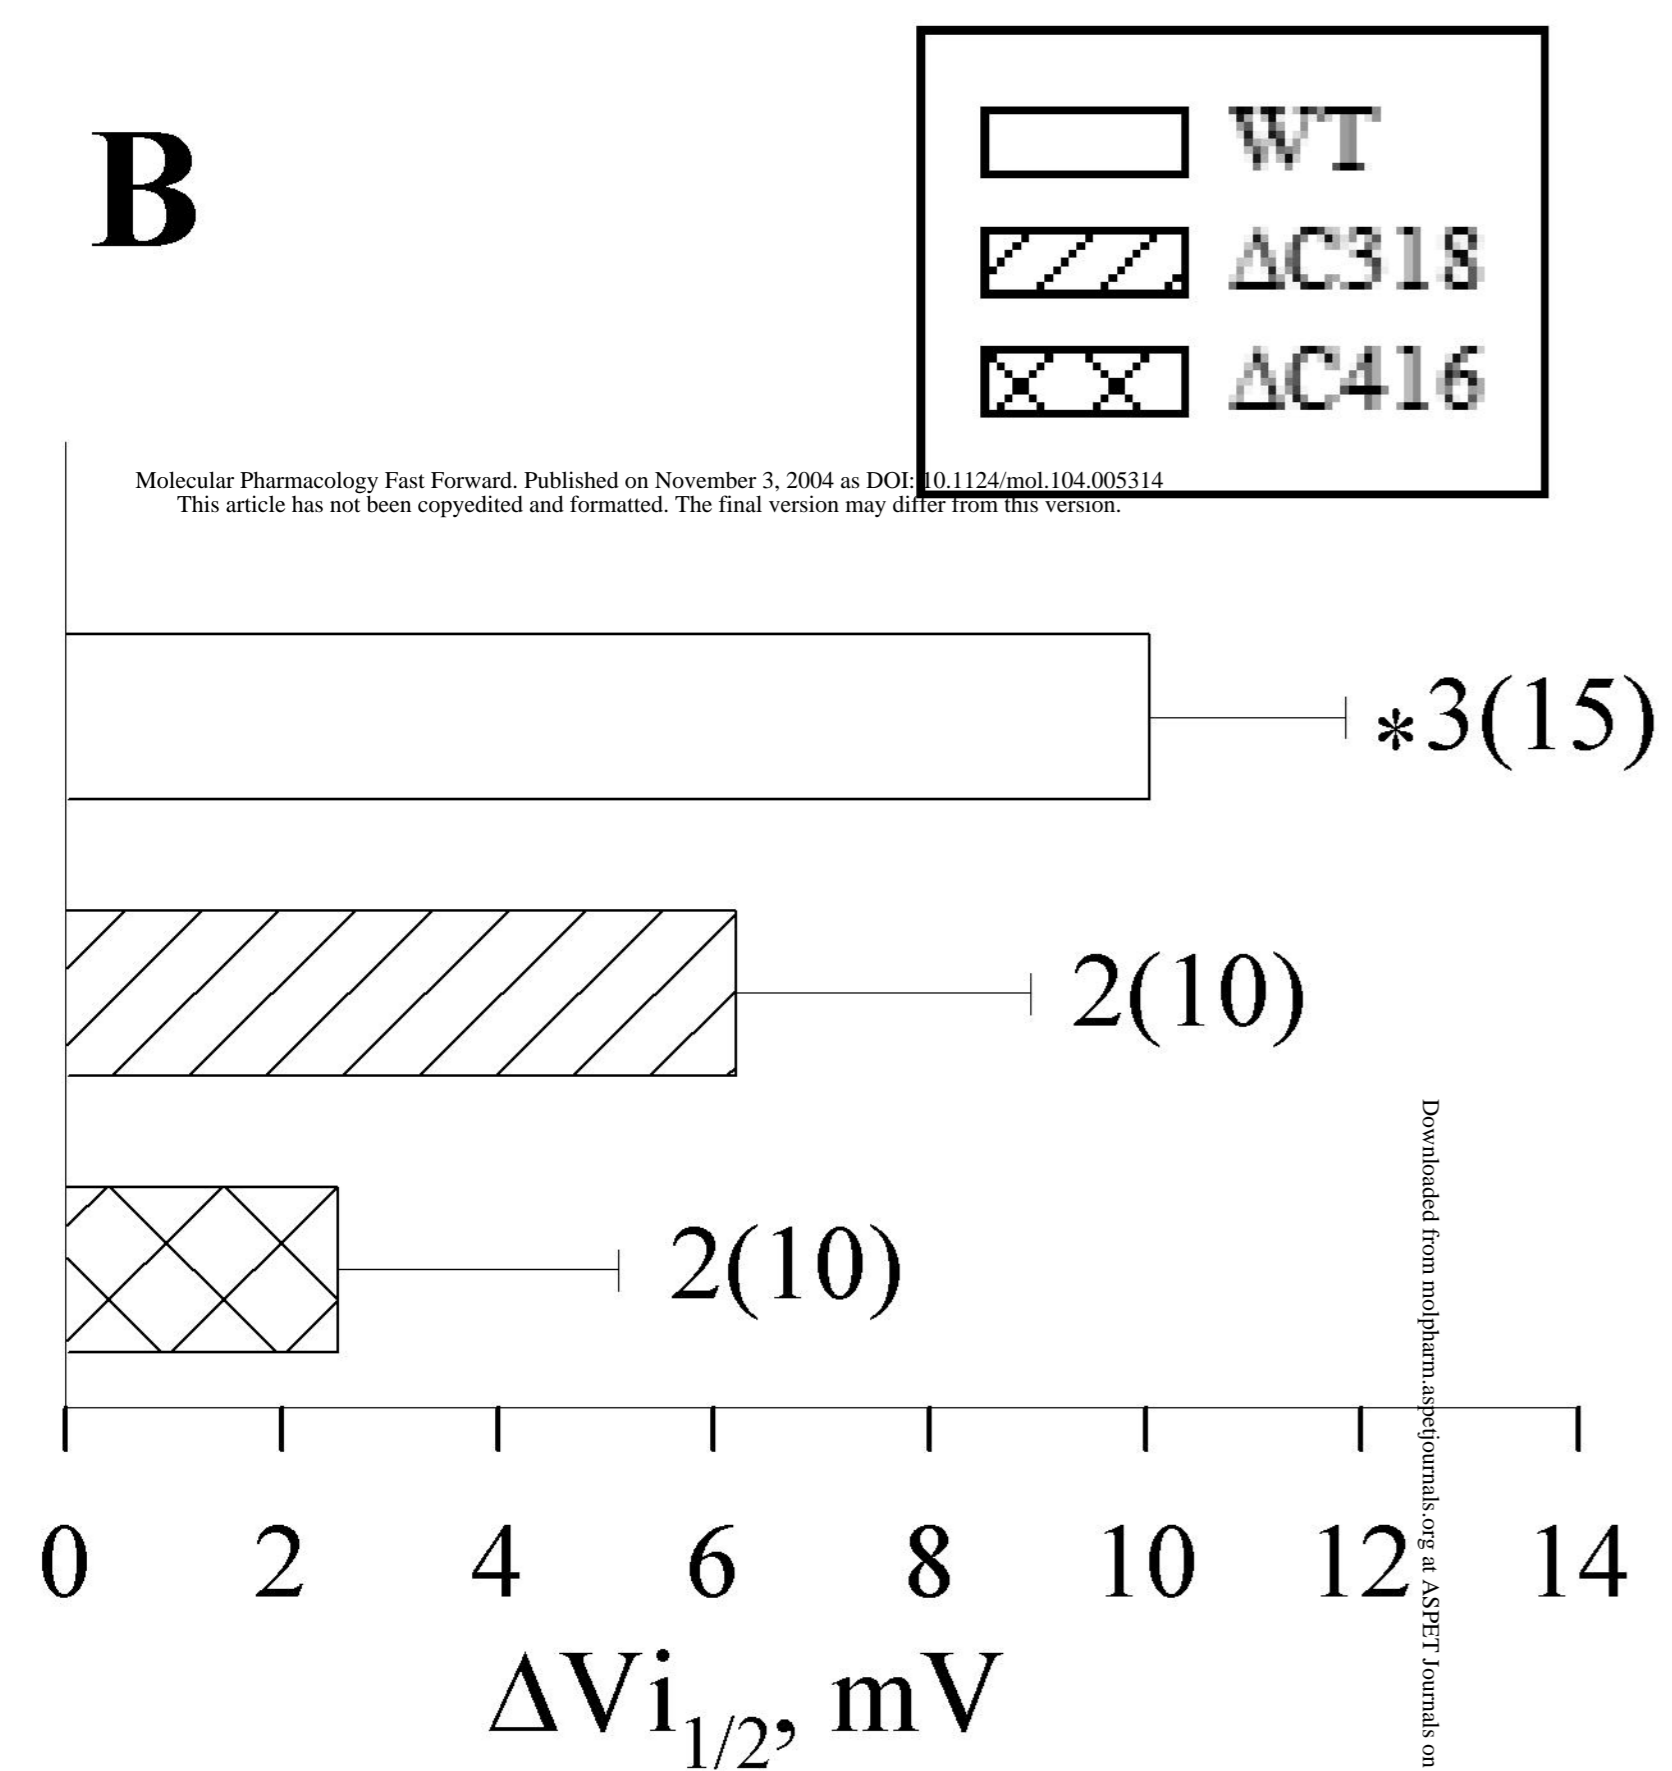 B
WT
ΔC318
ΔC416
Molecular Pharmacology Fast Forward. Published on November 3, 2004 as DOI: 10.1124/mol.104.005314
This article has not been copyedited and formatted. The final version may differ from this version.
*3(15)
2(10)
2(10)
0 2 4 6 8 10 12 14
ΔVi1/2, mV
Downloaded from molpharm.aspetjournals.org at ASPET Journals on